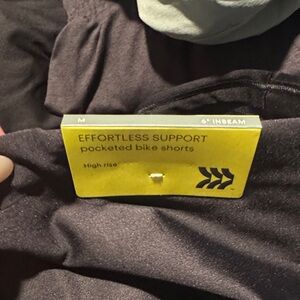 M 6" INSEAM
EFFORTLESS SUPPORT
pocketed bike shorts
High rise